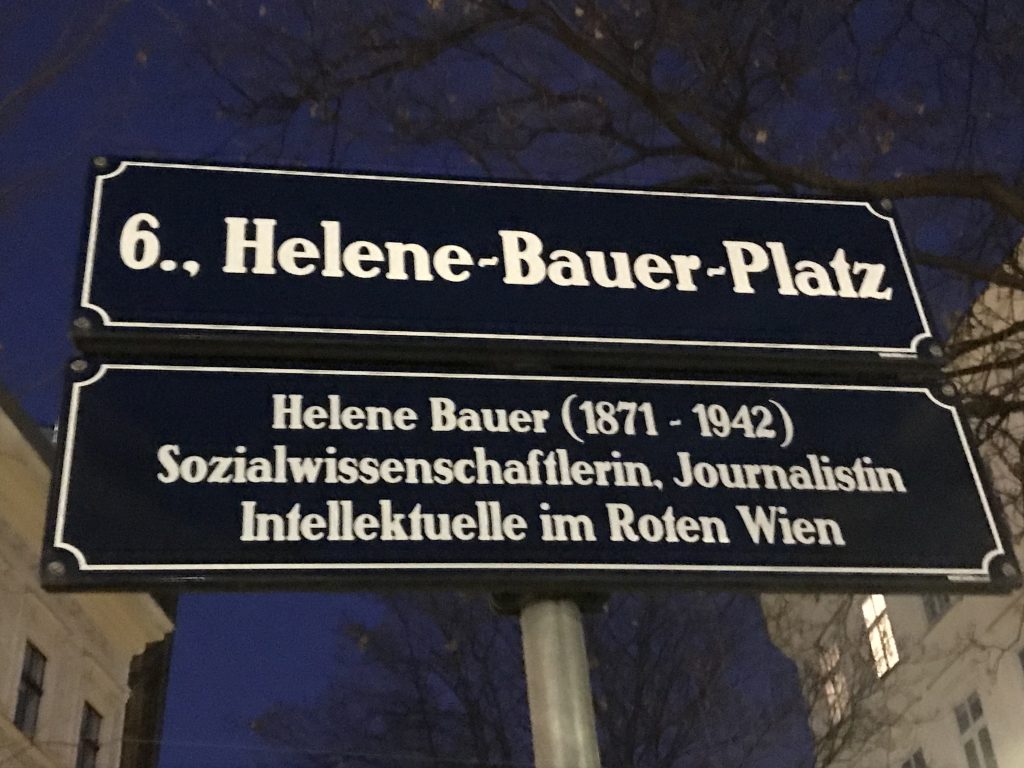 6., Helene-Bauer-Platz
Helene Bauer (1871 - 1942)
Sozialwissenschaftlerin, Journalistin
Intellektuelle im Roten Wien